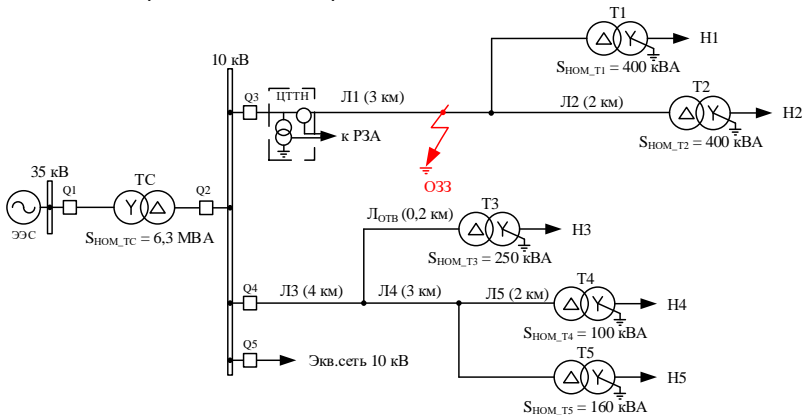 T1
H1
S_НОМ_Т1 = 400 кВА
10 кВ
Q3
ЦТТН
Л1 (3 км)
Л2 (2 км)
T2
H2
к РЗА
S_НОМ_Т2 = 400 кВА
ОЗЗ
35 кВ
Q1
ТС
Q2
ЭЭС
S_НОМ_ТС = 6,3 МВА
Л_ОТВ (0,2 км)
T3
H3
S_НОМ_Т3 = 250 кВА
Q4
Л3 (4 км)
Л4 (3 км)
Л5 (2 км)
T4
H4
S_НОМ_Т4 = 100 кВА
Q5
Экв.сеть 10 кВ
T5
H5
S_НОМ_Т5 = 160 кВА